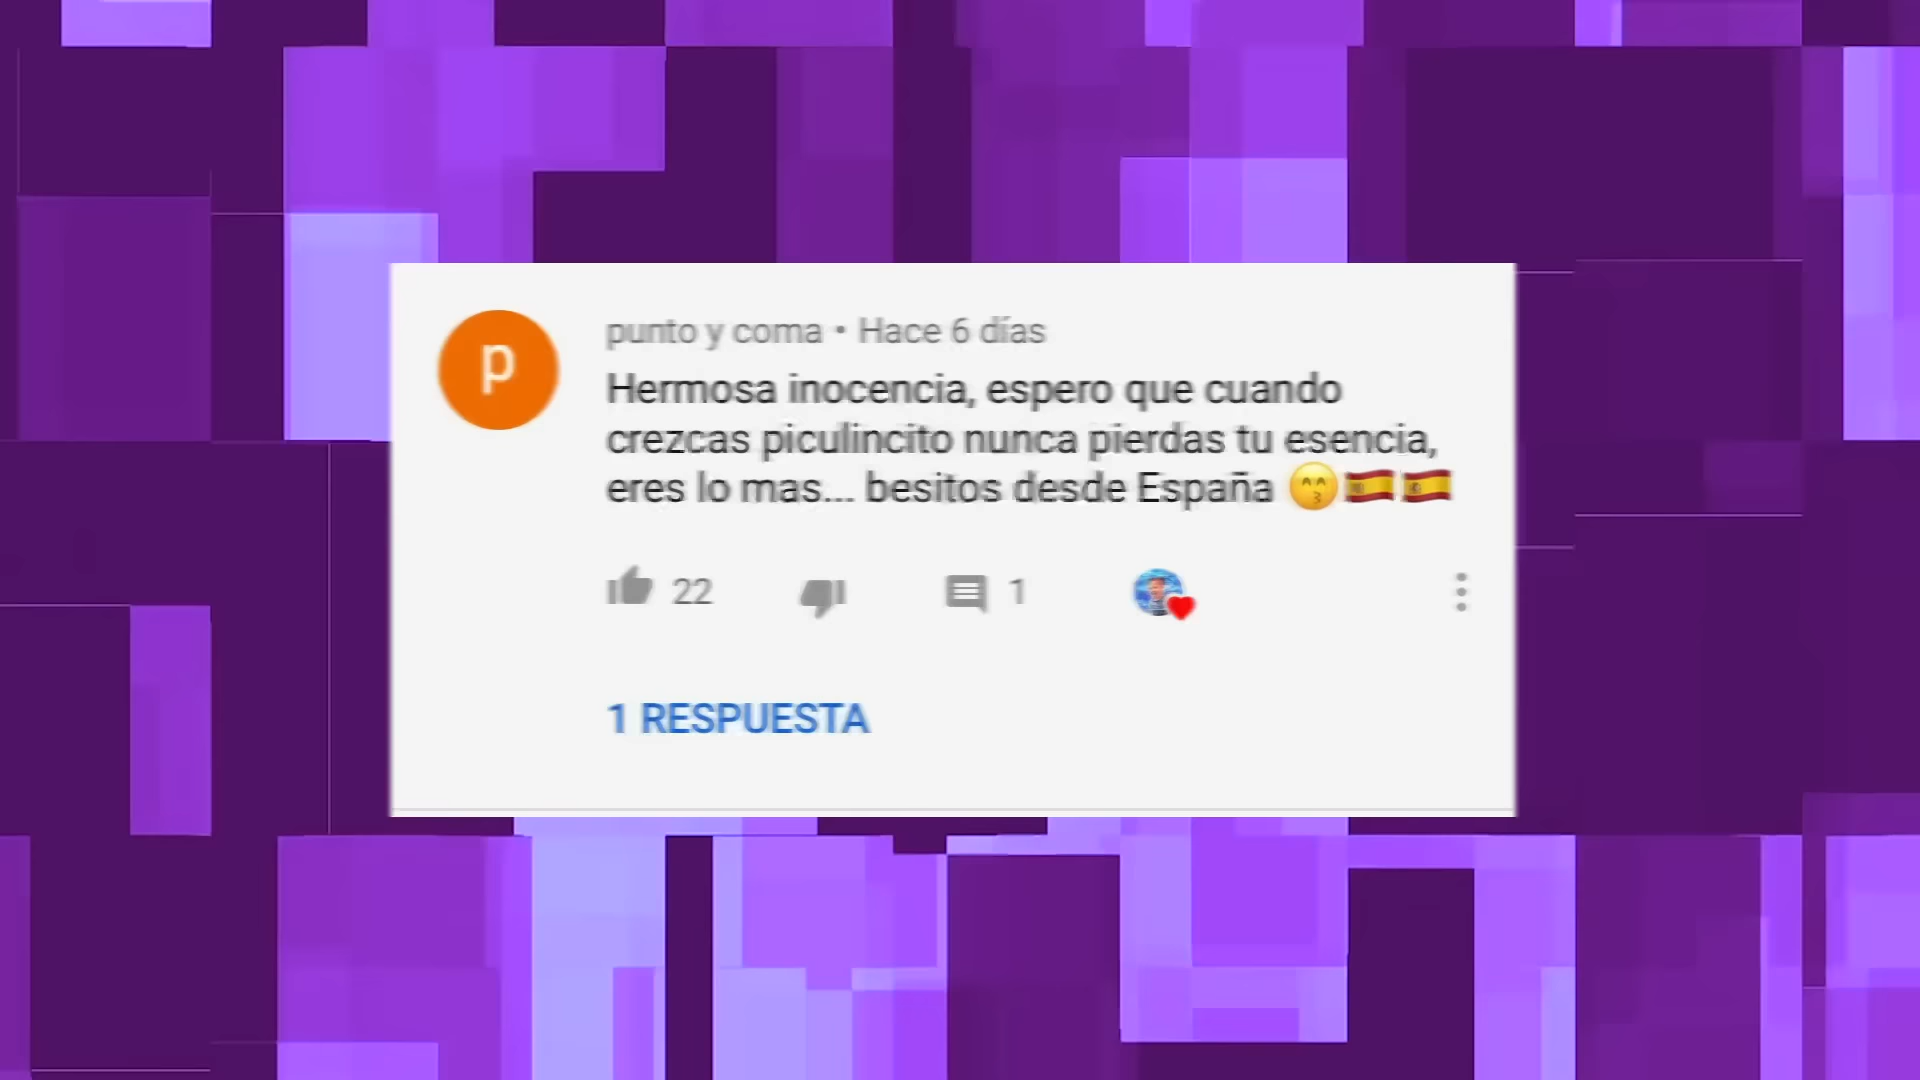 p
punto y coma • Hace 6 días
Hermosa inocencia, espero que cuando
crezcas piculincito nunca pierdas tu esencia,
eres lo mas... besitos desde España 😙🇪🇸🇪🇸
22 1
1 RESPUESTA